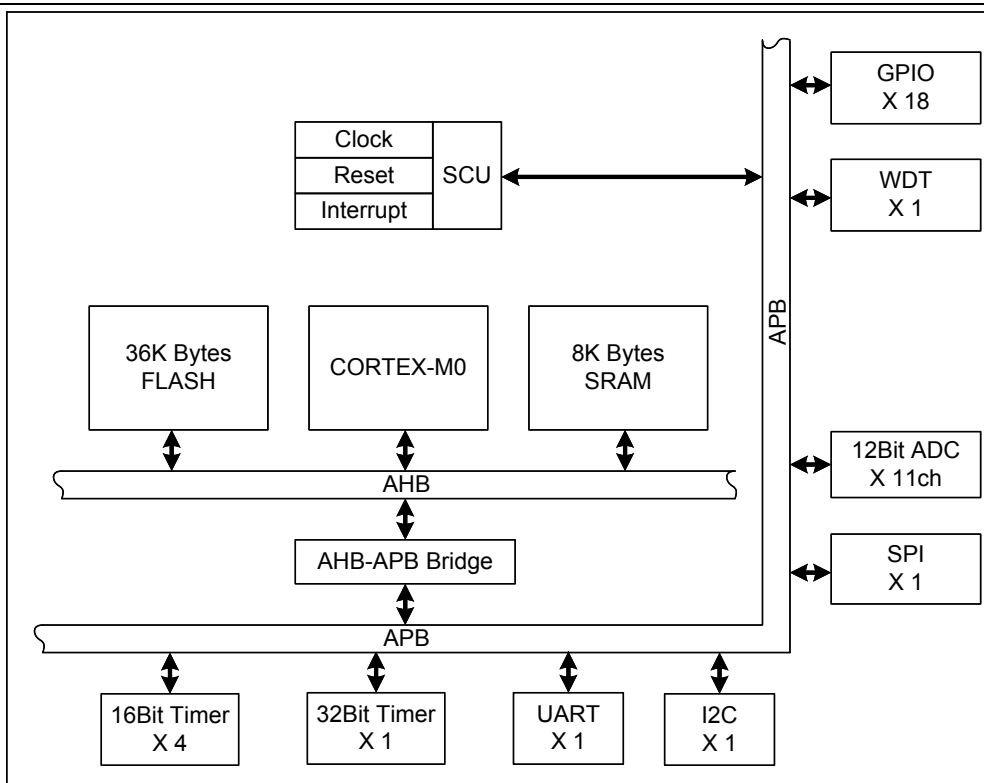 GPIO
X 18
Clock
Reset
Interrupt
SCU
WDT
X 1
APB
36K Bytes
FLASH
CORTEX-M0
8K Bytes
SRAM
12Bit ADC
X 11ch
AHB
AHB-APB Bridge
SPI
X 1
APB
16Bit Timer
X 4
32Bit Timer
X 1
UART
X 1
I2C
X 1